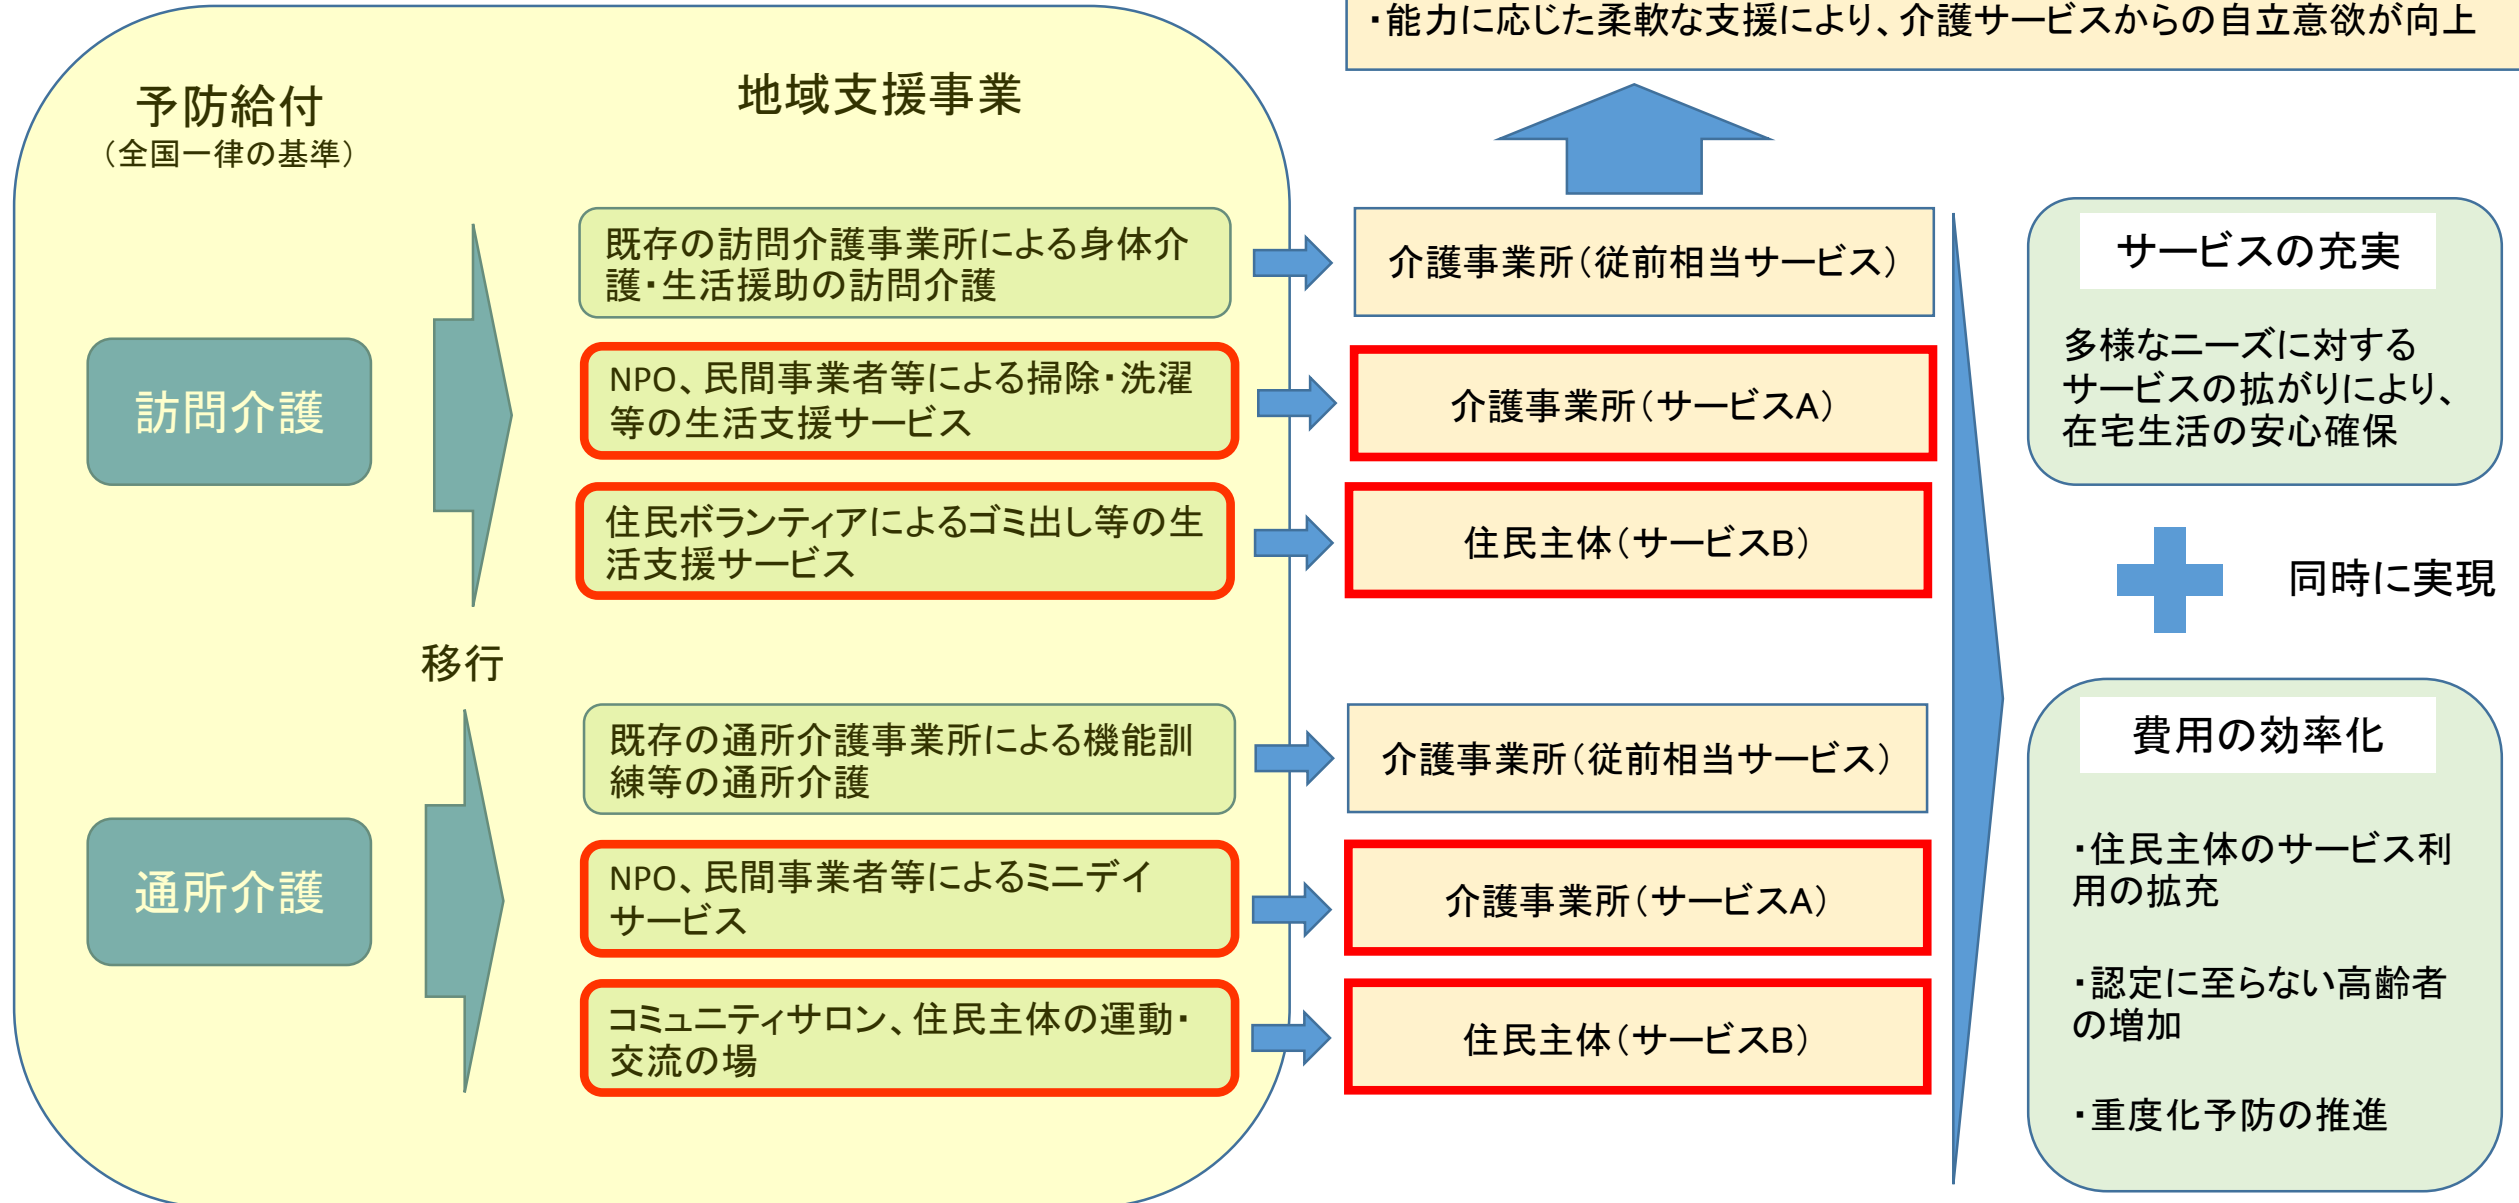 ・能力に応じた柔軟な支援により、介護サービスからの自立意欲が向上
予防給付
（全国一律の基準）
地域支援事業
訪問介護
既存の訪問介護事業所による身体介
護・生活援助の訪問介護
NPO、民間事業者等による掃除・洗濯
等の生活支援サービス
住民ボランティアによるゴミ出し等の生
活支援サービス
介護事業所（従前相当サービス）
介護事業所（サービスA）
住民主体（サービスB）
移行
通所介護
既存の通所介護事業所による機能訓
練等の通所介護
NPO、民間事業者等によるミニデイ
サービス
コミュニティサロン、住民主体の運動・
交流の場
介護事業所（従前相当サービス）
介護事業所（サービスA）
住民主体（サービスB）
サービスの充実
多様なニーズに対する
サービスの拡がりにより、
在宅生活の安心確保
同時に実現
費用の効率化
・住民主体のサービス利
用の拡充
・認定に至らない高齢者
の増加
・重度化予防の推進